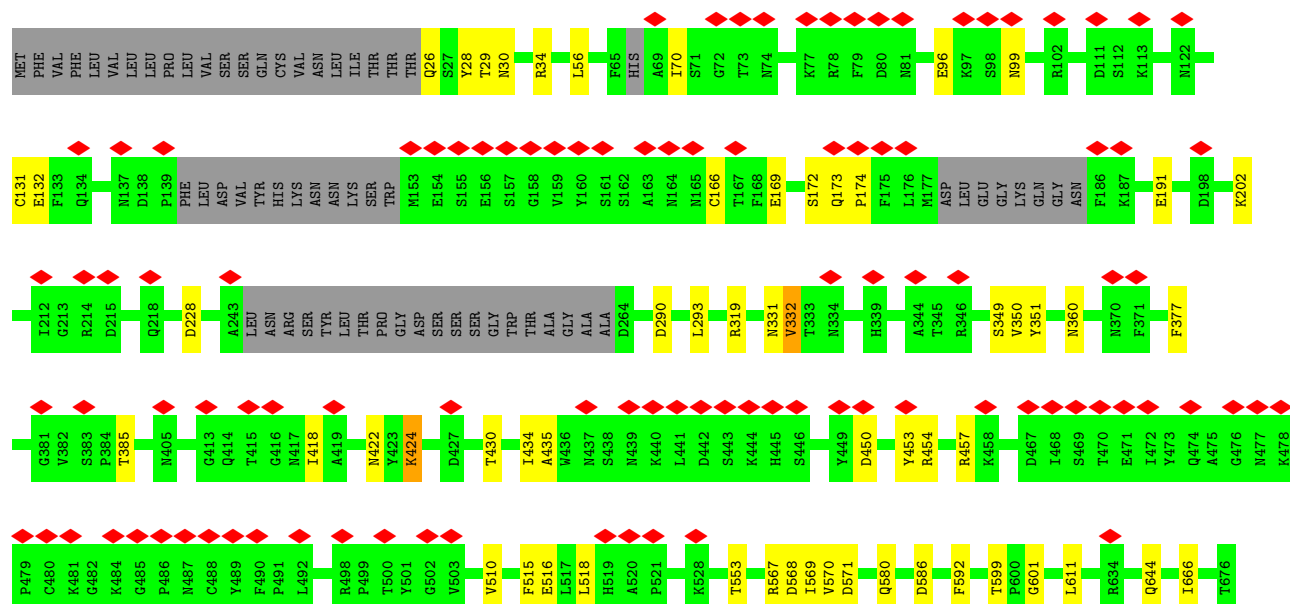 MET PHE VAL PHE LEU VAL LEU LEU PRO LEU VAL SER SER GLN CYS VAL ASN LEU ILE THR THR THR Q26 S27 Y28 T29 N30 R34 L56 F65 HIS A69 I70 S71 G72 T73 N74 K77 R78 F79 D80 N81 E96 K97 S98 N99 R102 D111 S112 K113 N122
C131 E132 F133 Q134 N137 D138 P139 PHE LEU ASP VAL TYR HIS LYS ASN ASN LYS SER TRP M153 E154 S155 E156 S157 G158 V159 Y160 S161 S162 A163 N164 N165 C166 T167 F168 E169 S172 Q173 P174 F175 L176 M177 ASP LEU GLU GLY LYS GLN GLY ASN F186 K187 E191 D198 K202
I212 G213 R214 D215 Q218 D228 A243 LEU ASN ARG SER TYR LEU THR PRO GLY ASP SER SER SER GLY TRP THR ALA GLY ALA ALA D264 D290 L293 R319 N331 V332 T333 N334 H339 A344 T345 R346 S349 V350 Y351 N360 N370 F371 F377
G381 V382 S383 P384 T385 N405 G413 Q414 T415 G416 N417 I418 A419 N422 Y423 K424 D427 T430 I434 A435 W436 N437 S438 N439 K440 L441 D442 S443 K444 H445 S446 Y449 D450 Y453 R454 R457 K458 D467 I468 S469 T470 E471 I472 Y473 Q474 A475 G476 N477 K478
P479 C480 K481 G482 K484 G485 P486 N487 C488 Y489 F490 P491 L492 R498 P499 T500 Y501 G502 V503 V510 F515 E516 L517 L518 H519 A520 P521 K528 T553 R567 D568 I569 V570 D571 Q580 D586 F592 T599 P600 G601 L611 R634 Q644 I666 T676